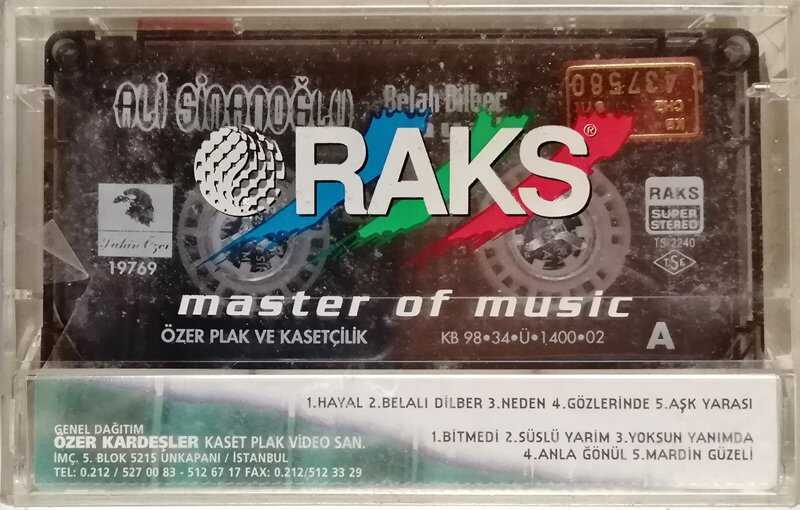 ALİ SİNANOĞLU
Belalı Dilber
KB
CM2
437580
RAKS®
Şahin Özer
19769
RAKS
SUPER
STEREO
TS 2240
TSE
master of music
ÖZER PLAK VE KASETÇİLİK
KB 98•34•Ü•1400•02
A
1.HAYAL 2.BELALI DİLBER 3.NEDEN 4.GÖZLERİNDE 5.AŞK YARASI
1.BİTMEDİ 2.SÜSLÜ YARİM 3.YOKSUN YANIMDA
4.ANLA GÖNÜL 5.MARDİN GÜZELİ
GENEL DAĞITIM
ÖZER KARDEŞLER KASET PLAK VİDEO SAN.
İMÇ. 5. BLOK 5215 UNKAPANI / İSTANBUL
TEL: 0.212 / 527 00 83 - 512 67 17 FAX: 0.212/512 33 29